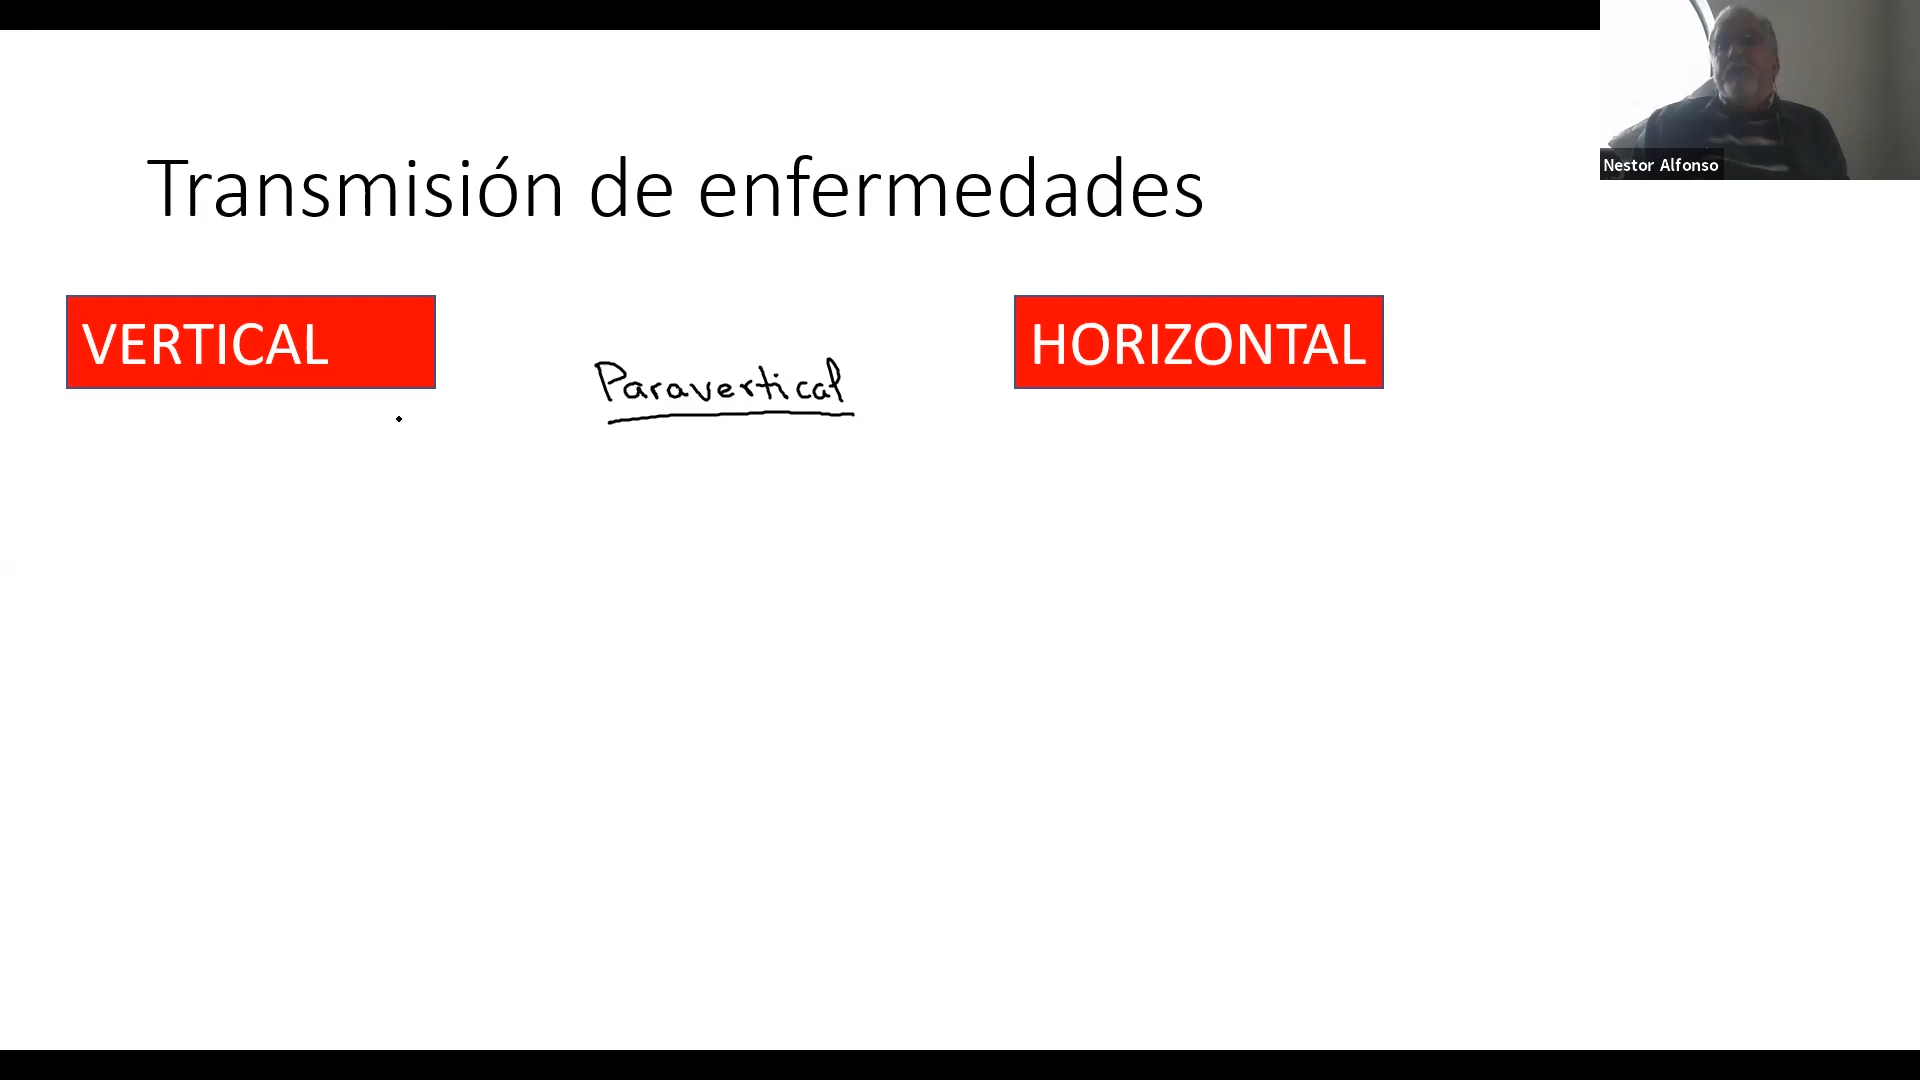 Nestor Alfonso
Transmisión de enfermedades
VERTICAL
Paravertical
HORIZONTAL